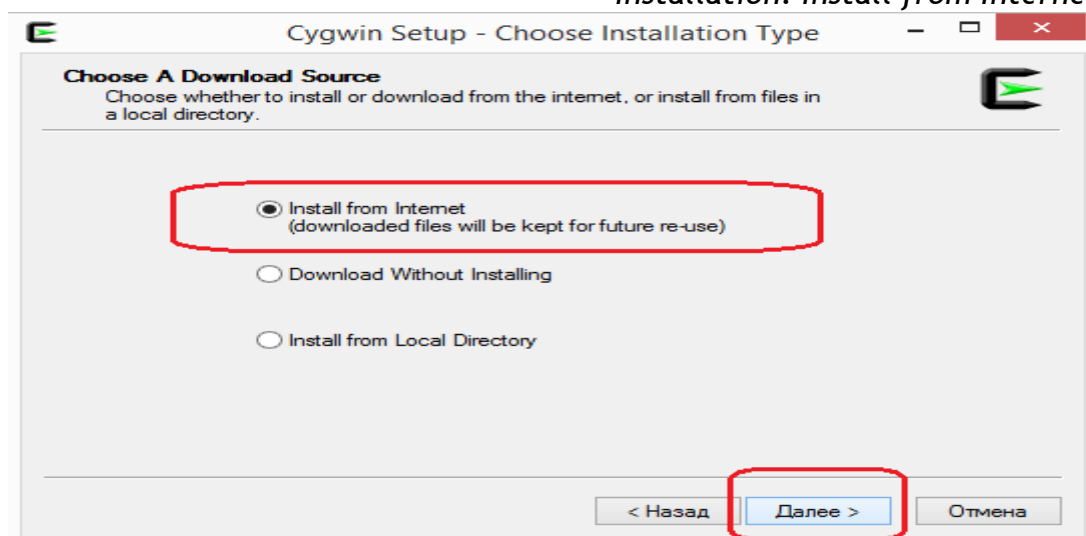 Installation: Install from Interne
Cygwin Setup - Choose Installation Type
Choose A Download Source
Choose whether to install or download from the internet, or install from files in
a local directory.
Install from Internet
(downloaded files will be kept for future re-use)
Download Without Installing
Install from Local Directory
< Назад
Далее >
Отмена